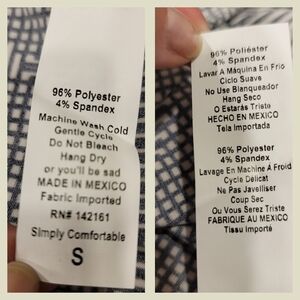 96% Polyester
4% Spandex
Machine Wash Cold
Gentle Cycle
Do Not Bleach
Hang Dry
or you'll be sad
MADE IN MEXICO
Fabric Imported
RN# 142161
Simply Comfortable
S
96% Poliéster
4% Spandex
Lavar A Máquina En Frio
Ciclo Suave
No Use Blanqueador
Hang Seco
O Estarás Triste
HECHO EN MEXICO
Tela Importada
96% Polyester
4% Spandex
Lavage En Machine À Froid
Cycle Délicat
Ne Pas Javelliser
Coup Sec
Ou Vous Serez Triste
FABRIQUÉ AU MEXICO
Tissu Importé